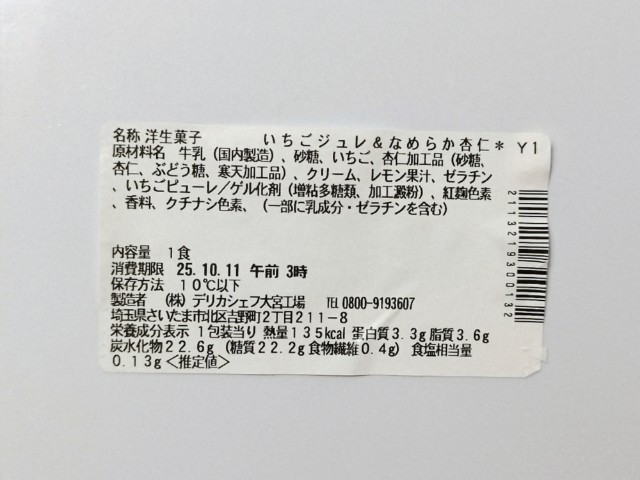 名称 洋生菓子　　いちごジュレ&なめらか杏仁＊ Y1
原材料名　牛乳（国内製造）、砂糖、いちご、杏仁加工品（砂糖、
杏仁、ぶどう糖、寒天加工品）、クリーム、レモン果汁、ゼラチン
、いちごピューレ／ゲル化剤（増粘多糖類、加工澱粉）、紅麹色素
、香料、クチナシ色素、（一部に乳成分・ゼラチンを含む）
内容量　1食
消費期限　25.10.11 午前 3時
保存方法　10℃以下
製造者　（株）デリカシェフ大宮工場　TEL 0800-9193607
埼玉県さいたま市北区吉野町2丁目211-8
栄養成分表示 1包装当り 熱量135kcal 蛋白質3.3g 脂質3.6g
炭水化物22.6g（糖質22.2g食物繊維0.4g）食塩相当量
0.13g＜推定値＞
2113219300132